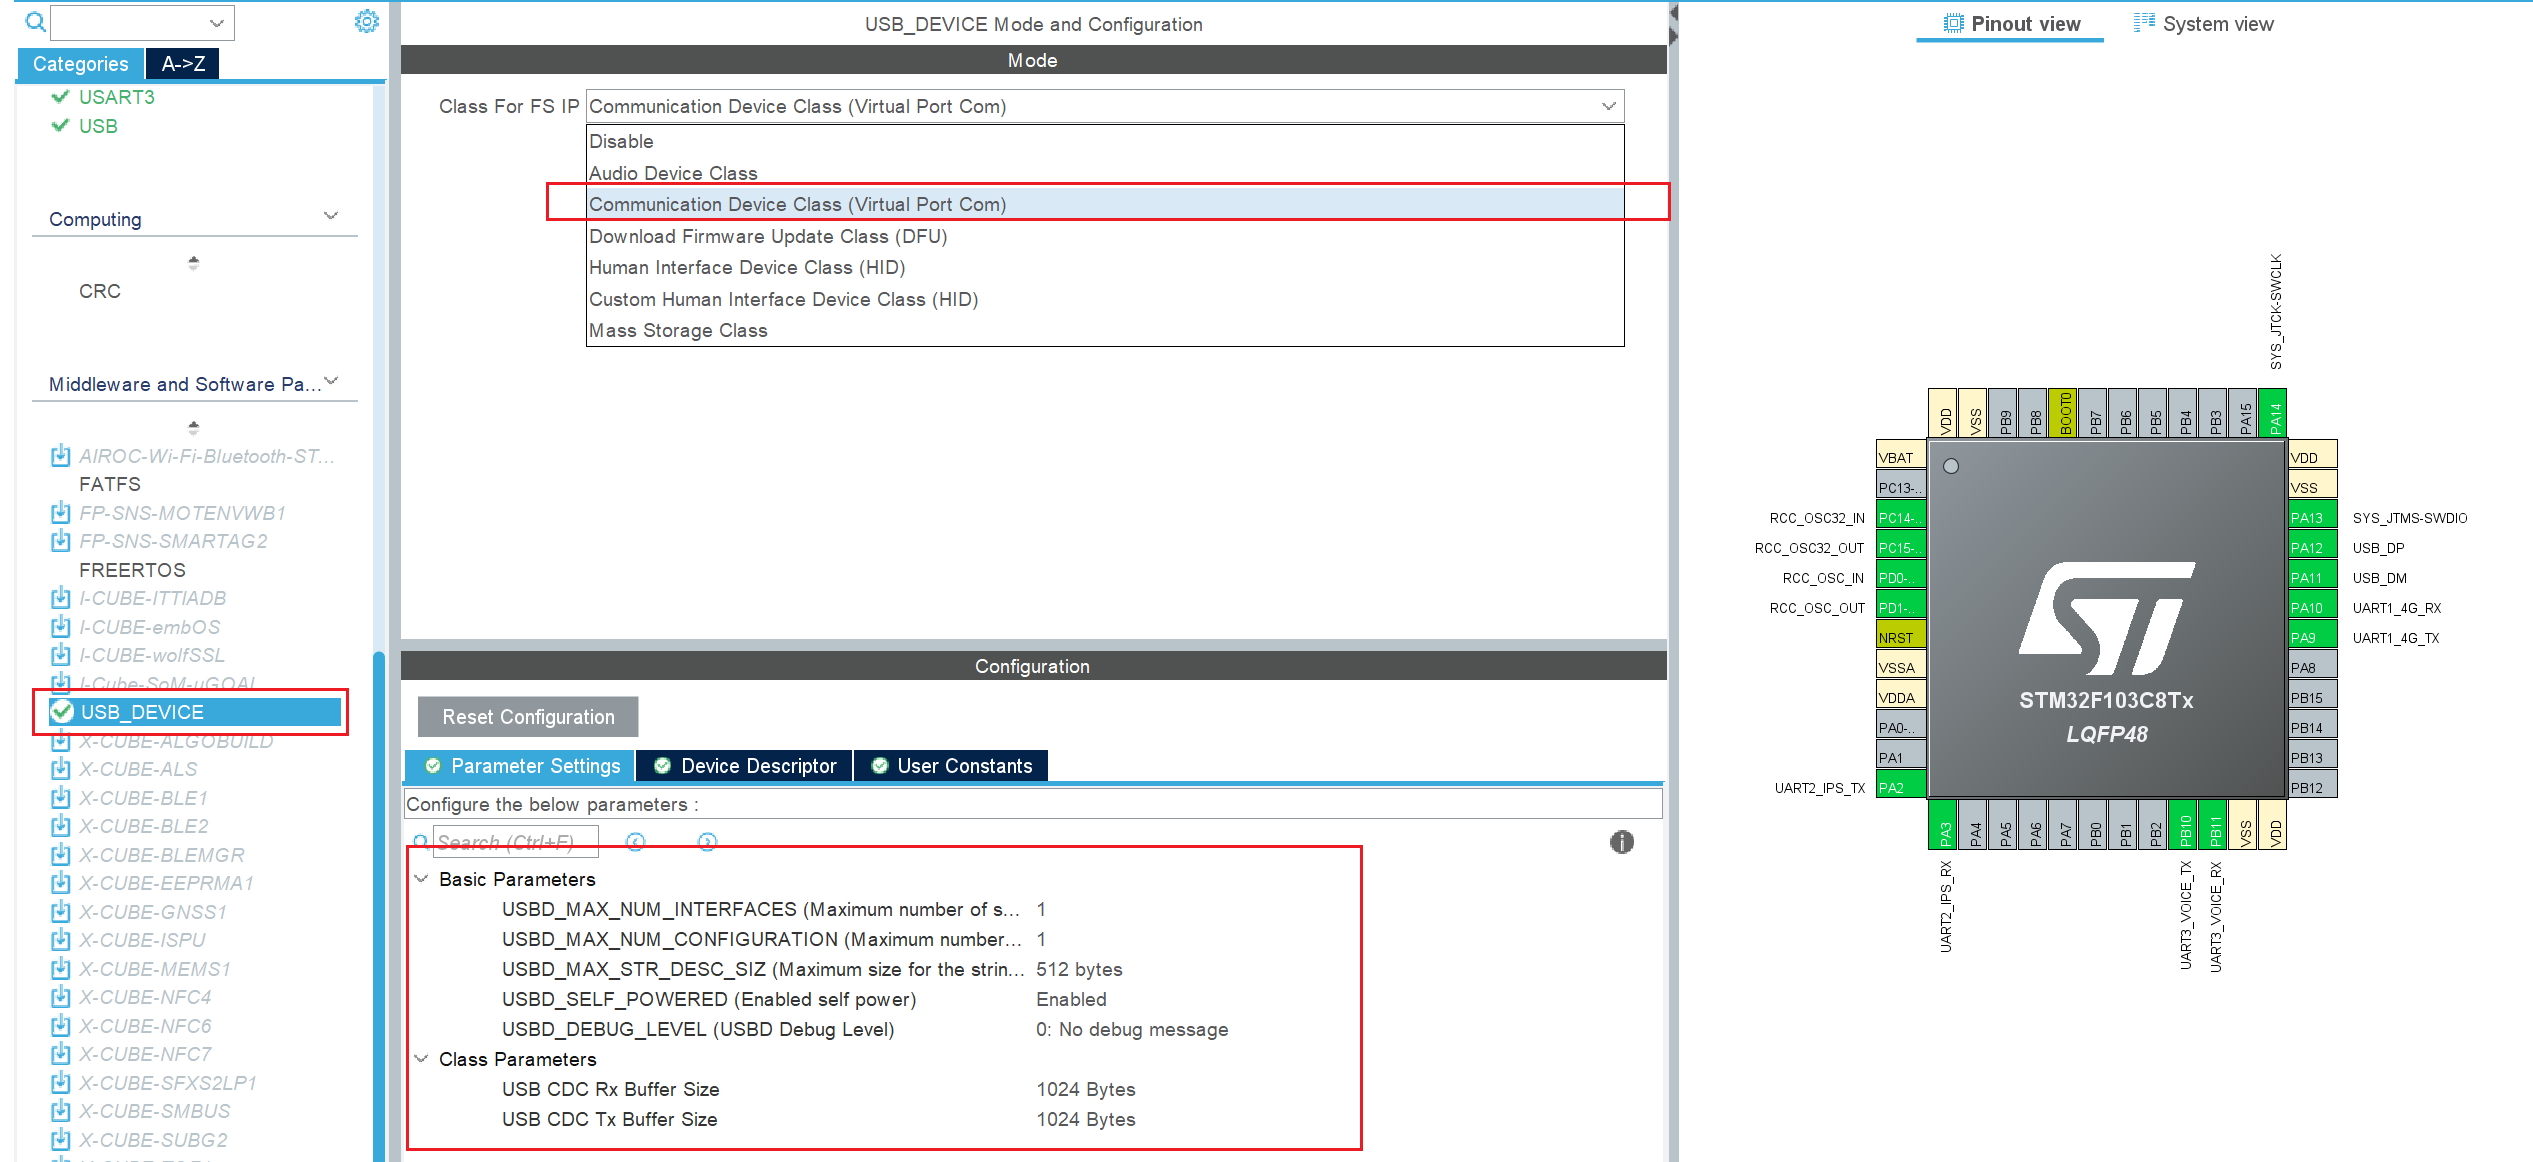 Categories
A->Z
USART3
USB
Computing
CRC
Middleware and Software Pa...
AIROC-Wi-Fi-Bluetooth-ST...
FATFS
FP-SNS-MOTENVWB1
FP-SNS-SMARTAG2
FREERTOS
I-CUBE-ITTIADB
I-CUBE-embOS
I-CUBE-wolfSSL
I-Cube-SoM-uGOAL
USB_DEVICE
X-CUBE-ALGOBUILD
X-CUBE-ALS
X-CUBE-BLE1
X-CUBE-BLE2
X-CUBE-BLEMGR
X-CUBE-EEPRMA1
X-CUBE-GNSS1
X-CUBE-ISPU
X-CUBE-MEMS1
X-CUBE-NFC4
X-CUBE-NFC6
X-CUBE-NFC7
X-CUBE-SFXS2LP1
X-CUBE-SMBUS
X-CUBE-SUBG2
USB_DEVICE Mode and Configuration
Mode
Class For FS IP Communication Device Class (Virtual Port Com)
Disable
Audio Device Class
Communication Device Class (Virtual Port Com)
Download Firmware Update Class (DFU)
Human Interface Device Class (HID)
Custom Human Interface Device Class (HID)
Mass Storage Class
Configuration
Reset Configuration
Parameter Settings
Device Descriptor
User Constants
Configure the below parameters :
Search (Ctrl+F)
Basic Parameters
USBD_MAX_NUM_INTERFACES (Maximum number of s... 1
USBD_MAX_NUM_CONFIGURATION (Maximum number... 1
USBD_MAX_STR_DESC_SIZ (Maximum size for the strin... 512 bytes
USBD_SELF_POWERED (Enabled self power) Enabled
USBD_DEBUG_LEVEL (USBD Debug Level) 0: No debug message
Class Parameters
USB CDC Rx Buffer Size 1024 Bytes
USB CDC Tx Buffer Size 1024 Bytes
Pinout view
System view
SYS_JTCK-SWCLK
VDD
VSS
PB9
PB8
BOOT0
PB7
PB6
PB5
PB4
PB3
PA15
PA14
VBAT
PC13-..
RCC_OSC32_IN PC14-..
RCC_OSC32_OUT PC15-..
RCC_OSC_IN PD0-..
RCC_OSC_OUT PD1-..
NRST
VSSA
VDDA
PA0-..
PA1
UART2_IPS_TX PA2
ST
STM32F103C8Tx
LQFP48
VDD
VSS
PA13 SYS_JTMS-SWDIO
PA12 USB_DP
PA11 USB_DM
PA10 UART1_4G_RX
PA9 UART1_4G_TX
PA8
PB15
PB14
PB13
PB12
PA3
PA4
PA5
PA6
PA7
PB0
PB1
PB2
PB10
PB11
VSS
VDD
UART2_IPS_RX
UART3_VOICE_TX
UART3_VOICE_RX